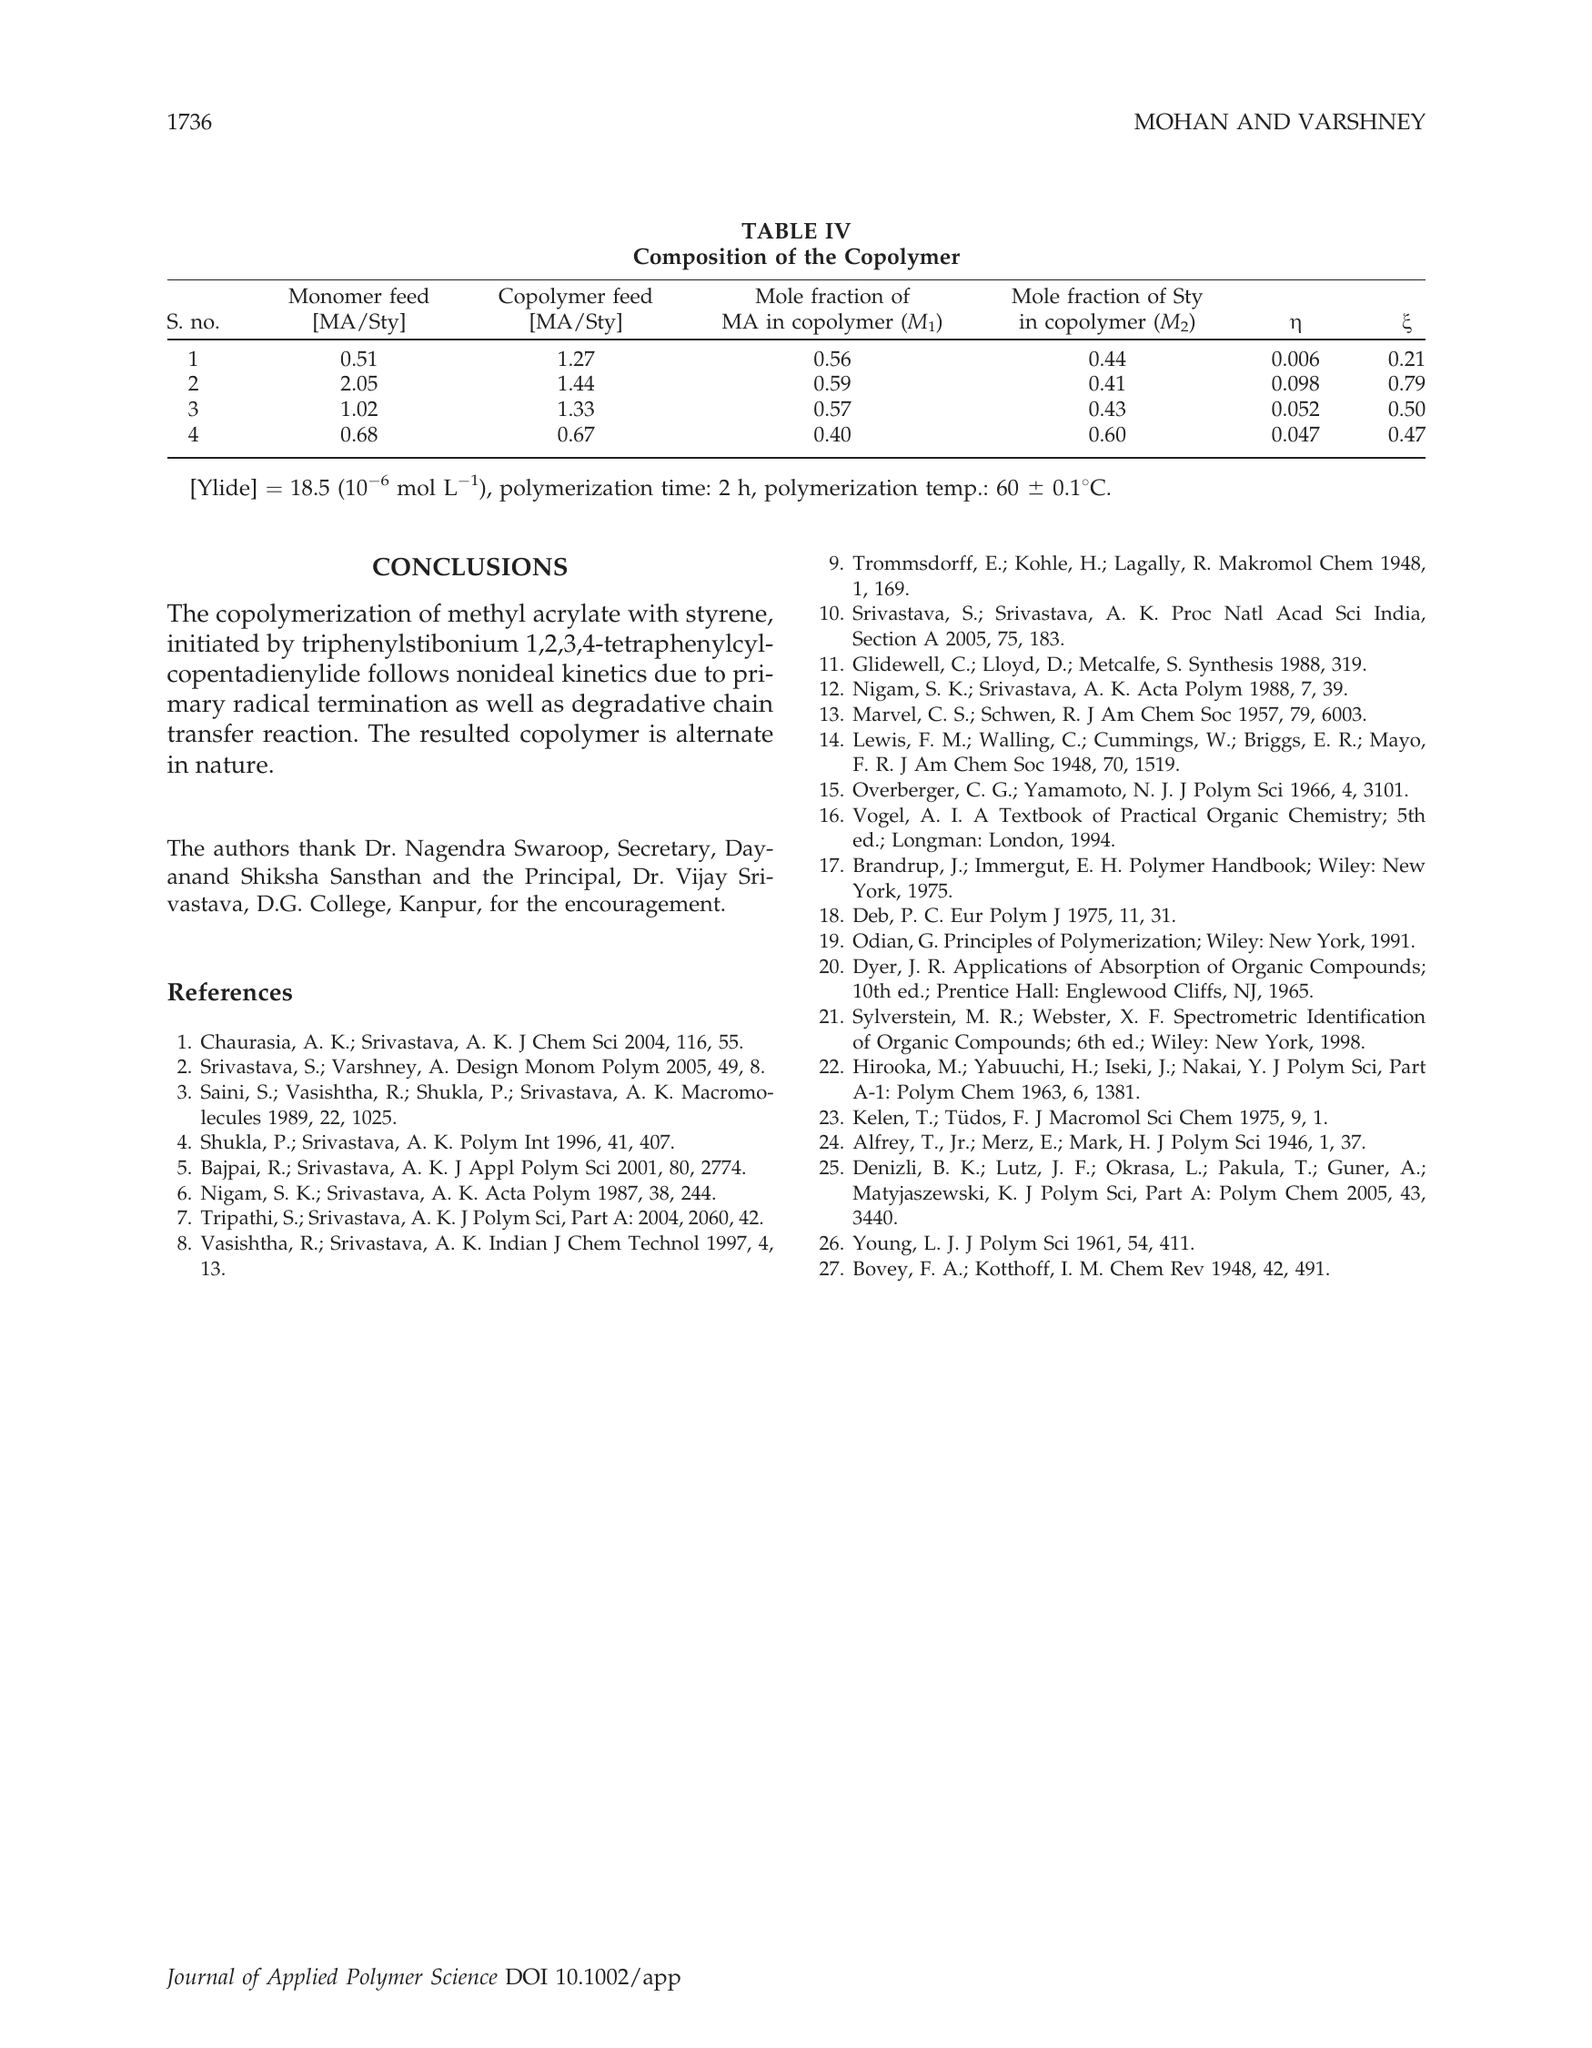 1736 MOHAN AND VARSHNEY
TABLE IV
Composition of the Copolymer
S. no. Monomer feed [MA/Sty] Copolymer feed [MA/Sty] Mole fraction of MA in copolymer (M₁) Mole fraction of Sty in copolymer (M₂) η ξ
1 0.51 1.27 0.56 0.44 0.006 0.21
2 2.05 1.44 0.59 0.41 0.098 0.79
3 1.02 1.33 0.57 0.43 0.052 0.50
4 0.68 0.67 0.40 0.60 0.047 0.47
[Ylide] = 18.5 (10⁻⁶ mol L⁻¹), polymerization time: 2 h, polymerization temp.: 60 ± 0.1°C.
CONCLUSIONS
The copolymerization of methyl acrylate with styrene,
initiated by triphenylstibonium 1,2,3,4-tetraphenylcyl-
copentadienylide follows nonideal kinetics due to pri-
mary radical termination as well as degradative chain
transfer reaction. The resulted copolymer is alternate
in nature.
The authors thank Dr. Nagendra Swaroop, Secretary, Day-
anand Shiksha Sansthan and the Principal, Dr. Vijay Sri-
vastava, D.G. College, Kanpur, for the encouragement.
References
1. Chaurasia, A. K.; Srivastava, A. K. J Chem Sci 2004, 116, 55.
2. Srivastava, S.; Varshney, A. Design Monom Polym 2005, 49, 8.
3. Saini, S.; Vasishtha, R.; Shukla, P.; Srivastava, A. K. Macromo-
lecules 1989, 22, 1025.
4. Shukla, P.; Srivastava, A. K. Polym Int 1996, 41, 407.
5. Bajpai, R.; Srivastava, A. K. J Appl Polym Sci 2001, 80, 2774.
6. Nigam, S. K.; Srivastava, A. K. Acta Polym 1987, 38, 244.
7. Tripathi, S.; Srivastava, A. K. J Polym Sci, Part A: 2004, 2060, 42.
8. Vasishtha, R.; Srivastava, A. K. Indian J Chem Technol 1997, 4,
13.
9. Trommsdorff, E.; Kohle, H.; Lagally, R. Makromol Chem 1948,
1, 169.
10. Srivastava, S.; Srivastava, A. K. Proc Natl Acad Sci India,
Section A 2005, 75, 183.
11. Glidewell, C.; Lloyd, D.; Metcalfe, S. Synthesis 1988, 319.
12. Nigam, S. K.; Srivastava, A. K. Acta Polym 1988, 7, 39.
13. Marvel, C. S.; Schwen, R. J Am Chem Soc 1957, 79, 6003.
14. Lewis, F. M.; Walling, C.; Cummings, W.; Briggs, E. R.; Mayo,
F. R. J Am Chem Soc 1948, 70, 1519.
15. Overberger, C. G.; Yamamoto, N. J. J Polym Sci 1966, 4, 3101.
16. Vogel, A. I. A Textbook of Practical Organic Chemistry; 5th
ed.; Longman: London, 1994.
17. Brandrup, J.; Immergut, E. H. Polymer Handbook; Wiley: New
York, 1975.
18. Deb, P. C. Eur Polym J 1975, 11, 31.
19. Odian, G. Principles of Polymerization; Wiley: New York, 1991.
20. Dyer, J. R. Applications of Absorption of Organic Compounds;
10th ed.; Prentice Hall: Englewood Cliffs, NJ, 1965.
21. Sylverstein, M. R.; Webster, X. F. Spectrometric Identification
of Organic Compounds; 6th ed.; Wiley: New York, 1998.
22. Hirooka, M.; Yabuuchi, H.; Iseki, J.; Nakai, Y. J Polym Sci, Part
A-1: Polym Chem 1963, 6, 1381.
23. Kelen, T.; Tüdos, F. J Macromol Sci Chem 1975, 9, 1.
24. Alfrey, T., Jr.; Merz, E.; Mark, H. J Polym Sci 1946, 1, 37.
25. Denizli, B. K.; Lutz, J. F.; Okrasa, L.; Pakula, T.; Guner, A.;
Matyjaszewski, K. J Polym Sci, Part A: Polym Chem 2005, 43,
3440.
26. Young, L. J. J Polym Sci 1961, 54, 411.
27. Bovey, F. A.; Kotthoff, I. M. Chem Rev 1948, 42, 491.
Journal of Applied Polymer Science DOI 10.1002/app